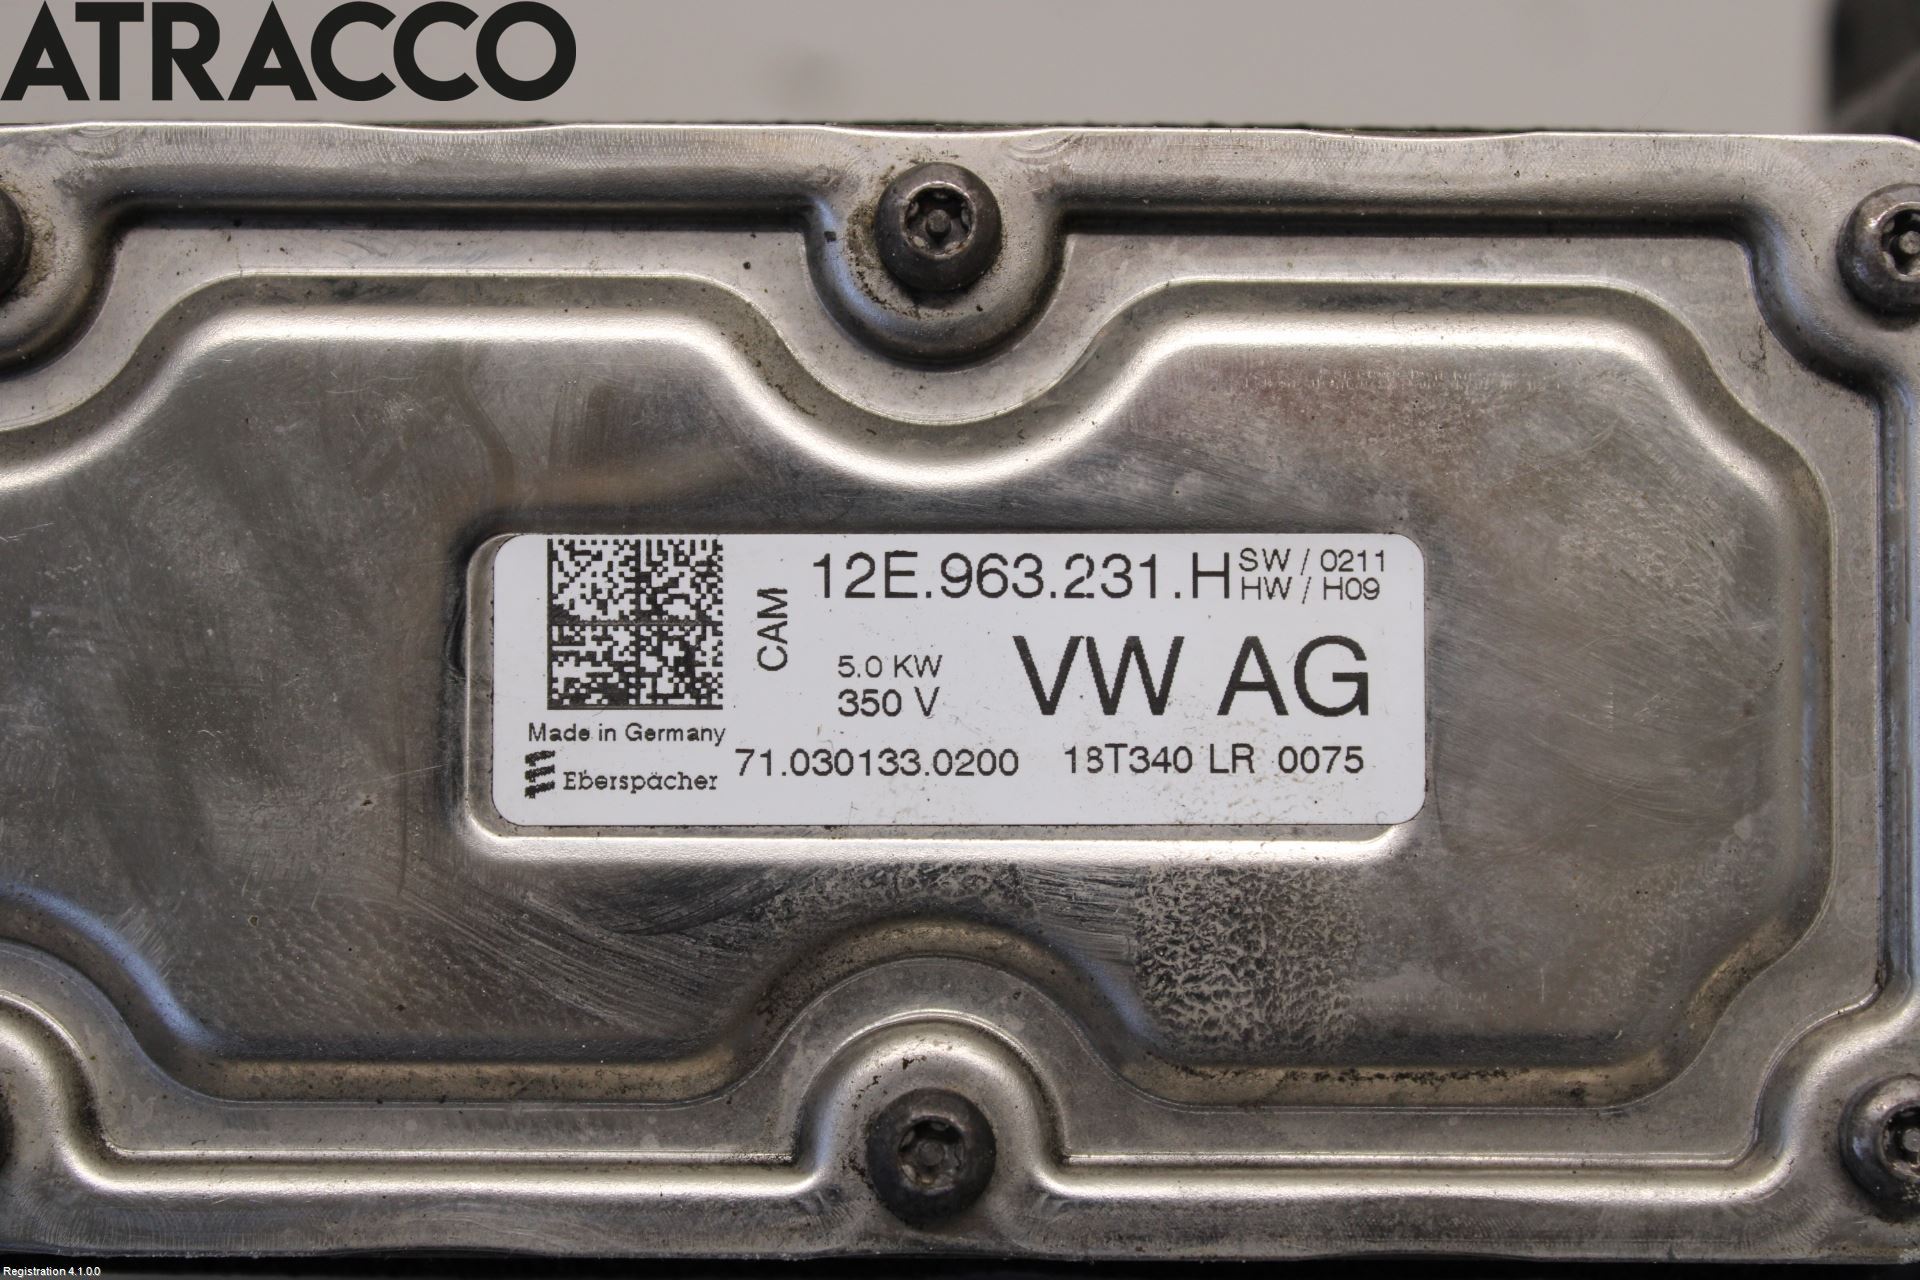 ATRACCO
12E.963.231.H SW / 0211
HW / H09
CAM
5.0 KW
350 V
VW AG
Made in Germany
Eberspächer
71.030133.0200 18T340 LR 0075
Registration 4.1.0.0